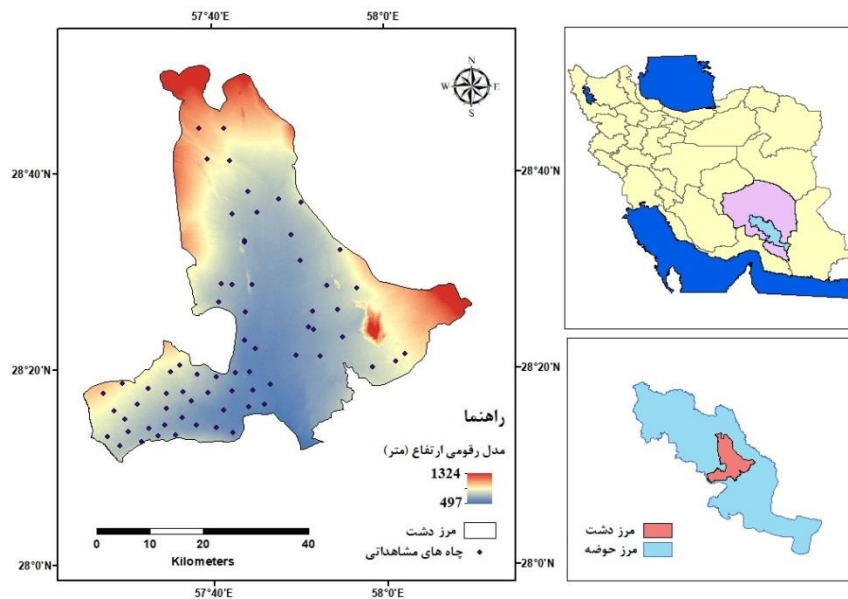 57°40'E
58°0'E
N
W
E
S
28°40'N
28°40'N
28°20'N
28°20'N
28°0'N
28°0'N
راهنما
مدل رقومی ارتفاع (متر)
1324
497
مرز دشت
چاه های مشاهداتی
0 10 20 40
Kilometers
57°40'E
58°0'E
مرز دشت
مرز حوضه